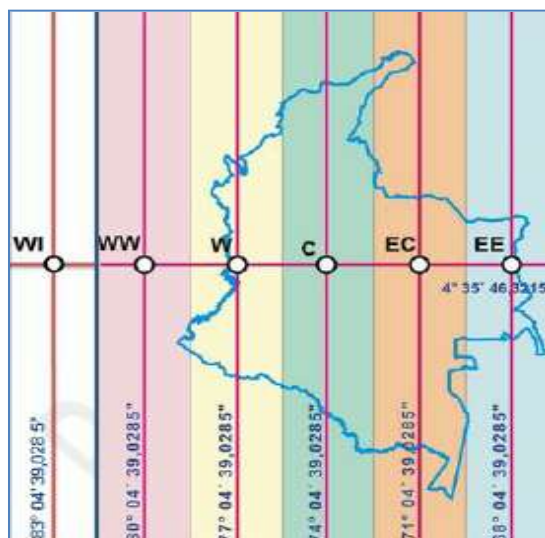 WI
WW
W
C
EC
EE
4° 35´ 46,3215
83° 04´39,028 5"
80° 04´ 39,0285"
77° 04´ 39,0285"
74° 04´ 39,0285"
71° 04´ 39,0285"
68° 04´ 39,0285"